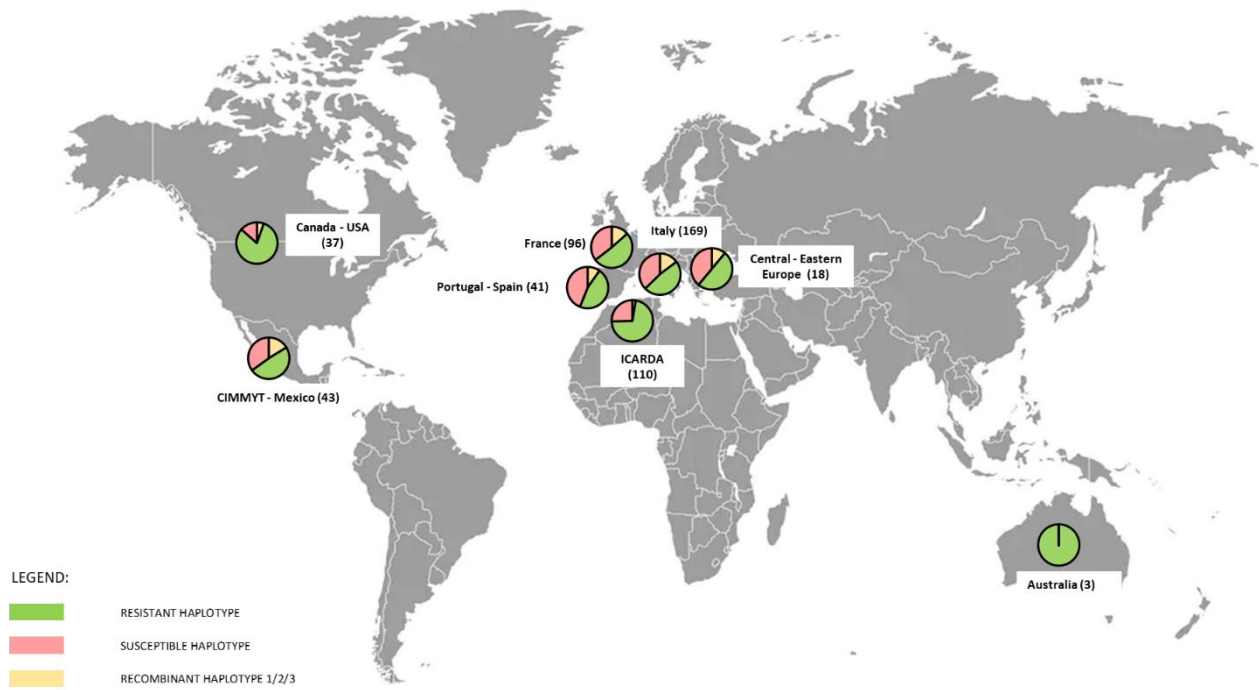 Canada - USA
(37)
France (96)
Italy (169)
Central - Eastern
Europe (18)
Portugal - Spain (41)
ICARDA
(110)
CIMMYT - Mexico (43)
Australia (3)
LEGEND:
RESISTANT HAPLOTYPE
SUSCEPTIBLE HAPLOTYPE
RECOMBINANT HAPLOTYPE 1/2/3